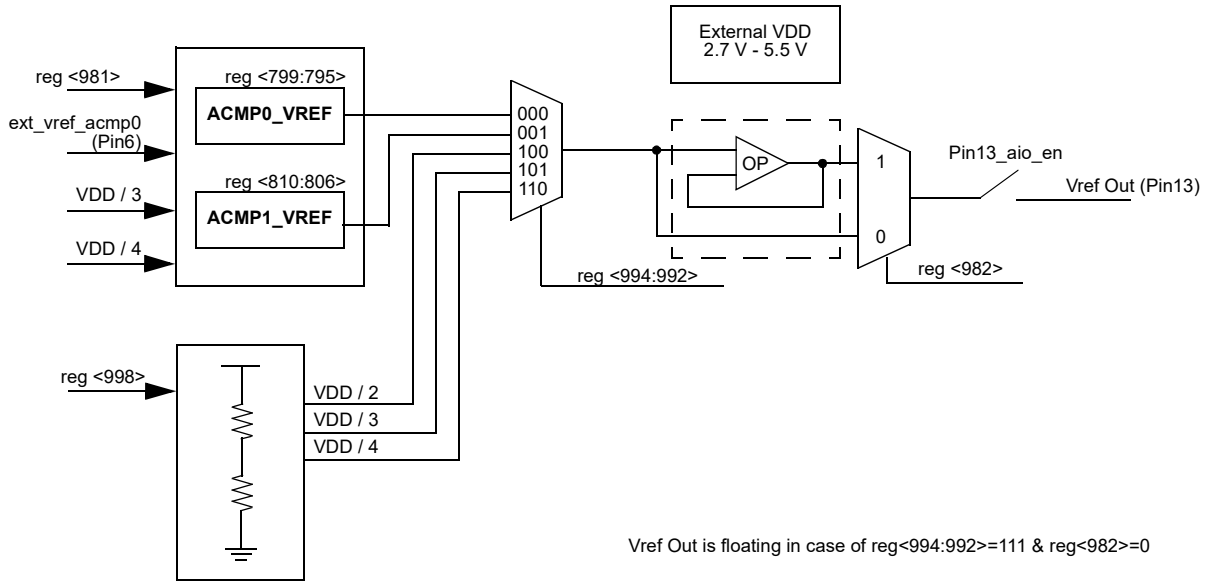 External VDD
2.7 V - 5.5 V
reg <981>
reg <799:795>
ACMP0_VREF
ext_vref_acmp0
(Pin6)
VDD / 3
reg <810:806>
ACMP1_VREF
VDD / 4
000
001
100
101
110
OP
1
0
Pin13_aio_en
Vref Out (Pin13)
reg <994:992>
reg <982>
reg <998>
VDD / 2
VDD / 3
VDD / 4
Vref Out is floating in case of reg<994:992>=111 & reg<982>=0